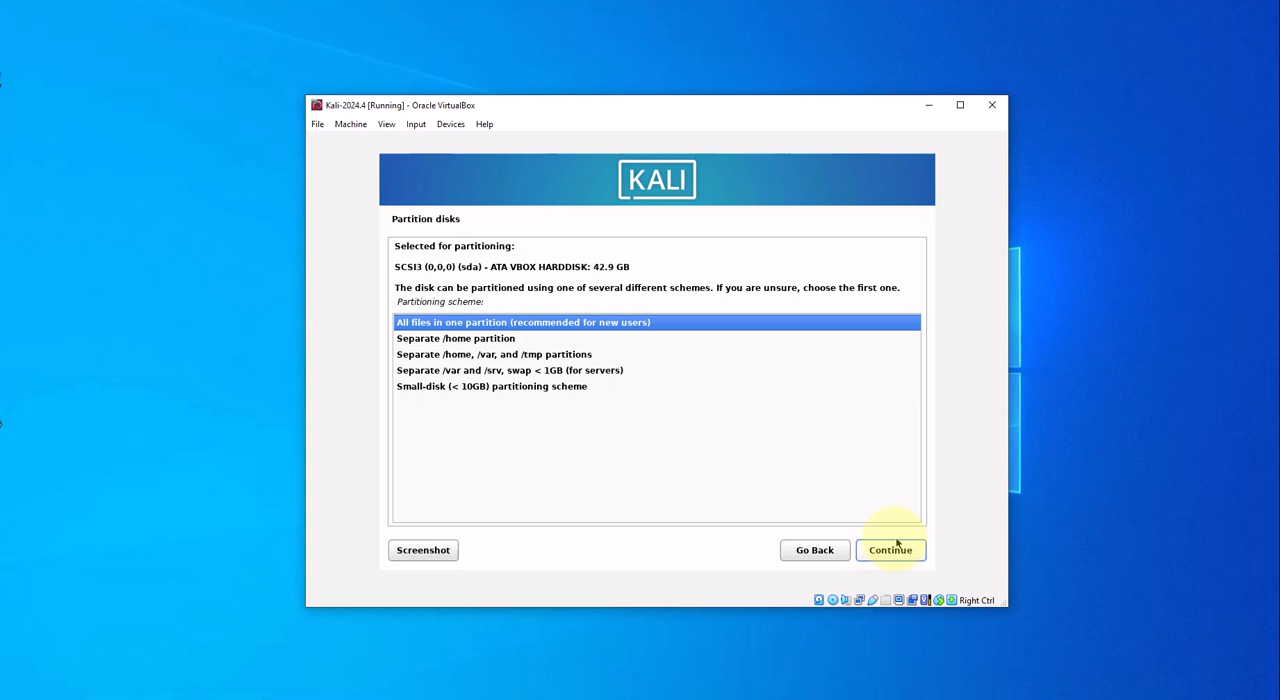 Kali-2024.4 [Running] - Oracle VirtualBox
File Machine View Input Devices Help
KALI
Partition disks
Selected for partitioning:
SCSI3 (0,0,0) (sda) - ATA VBOX HARDDISK: 42.9 GB
The disk can be partitioned using one of several different schemes. If you are unsure, choose the first one.
Partitioning scheme:
All files in one partition (recommended for new users)
Separate /home partition
Separate /home, /var, and /tmp partitions
Separate /var and /srv, swap < 1GB (for servers)
Small-disk (< 10GB) partitioning scheme
Screenshot Go Back Continue
Right Ctrl